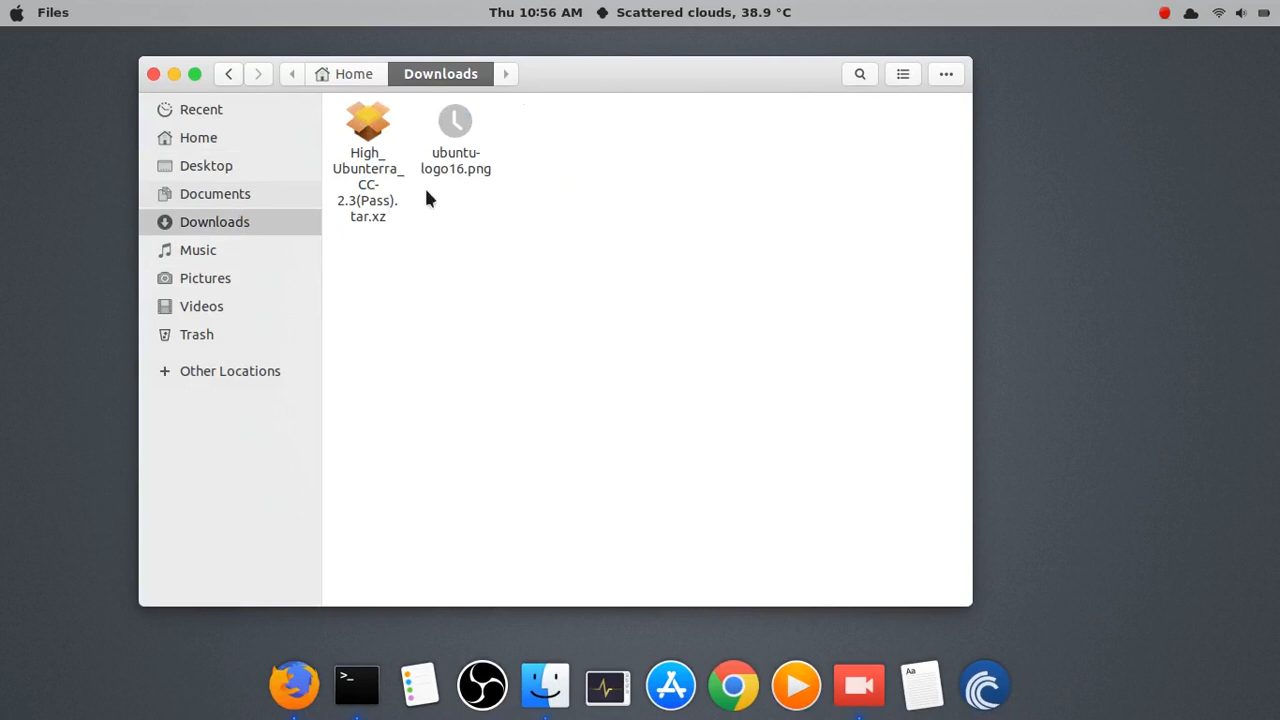 Files
Thu 10:56 AM
Scattered clouds, 38.9 °C
Home
Downloads
Recent
Home
Desktop
Documents
Downloads
Music
Pictures
Videos
Trash
Other Locations
High_
Ubunterra_
CC-
2.3(Pass).
tar.xz
ubuntu-
logo16.png
>_
Aa